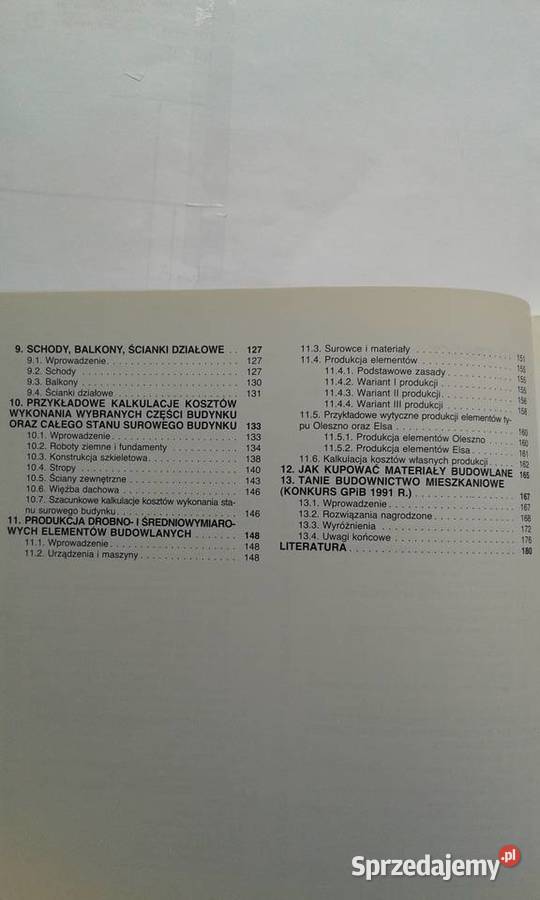 9. SCHODY, BALKONY, ŚCIANKI DZIAŁOWE . . 127
9.1. Wprowadzenie. . . . . . . . . . . . . . . . . . . . 127
9.2. Schody . . . . . . . . . . . . . . . . . . . . 127
9.3. Balkony . . . . . . . . . . . . . . . . . . . . 130
9.4. Ścianki działowe . . . . . . . . . . . . . . . . . . . . 131
10. PRZYKŁADOWE KALKULACJE KOSZTÓW
WYKONANIA WYBRANYCH CZĘŚCI BUDYNKU
ORAZ CAŁEGO STANU SUROWEGO BUDYNKU 133
10.1. Wprowadzenie . . . . . . . . . . . . . . . . . . 133
10.2. Roboty ziemne i fundamenty . . . . . . . . 134
10.3. Konstrukcja szkieletowa. . . . . . . . . . . . 138
10.4. Stropy . . . . . . . . . . . . . . . . . . . . 140
10.5. Ściany zewnętrzne . . . . . . . . . . . . . . 143
10.6. Więźba dachowa . . . . . . . . . . . . . . . 146
10.7. Szacunkowe kalkulacje kosztów wykonania sta-
nu surowego budynku. . . . . . . . . . . . . . . 146
11. PRODUKCJA DROBNO- I ŚREDNIOWYMIARO-
WYCH ELEMENTÓW BUDOWLANYCH . . . . . . 148
11.1. Wprowadzenie. . . . . . . . . . . . . . . . . . 148
11.2. Urządzenia i maszyny . . . . . . . . . . . . . 148
11.3. Surowce i materiały . . . . . . . . . . . . . . 151
11.4. Produkcja elementów. . . . . . . . . . . . . . 155
11.4.1. Podstawowe zasady . . . . . . . . . . 155
11.4.2. Wariant I produkcji . . . . . . . . . . 155
11.4.3. Wariant II produkcji . . . . . . . . . . 156
11.4.4. Wariant III produkcji . . . . . . . . . . 158
11.5. Przykładowe wytyczne produkcji elementów ty-
pu Oleszno oraz Elsa . . . . . . . . . . . . . . . 160
11.5.1. Produkcja elementów Oleszno . . . . 160
11.5.2. Produkcja elementów Elsa. . . . . . . 161
11.6. Kalkulacja kosztów własnych produkcji . . . 162
12. JAK KUPOWAĆ MATERIAŁY BUDOWLANE 165
13. TANIE BUDOWNICTWO MIESZKANIOWE
(KONKURS GPiB 1991 R.) . . . . . . . . . . . . . 167
13.1. Wprowadzenie . . . . . . . . . . . . . . . . . . 167
13.2. Rozwiązania nagrodzone . . . . . . . . . . . 168
13.3. Wyróżnienia . . . . . . . . . . . . . . . . . . 172
13.4. Uwagi końcowe . . . . . . . . . . . . . . . . . 176
LITERATURA . . . . . . . . . . . . . . . . . . . . 180
Sprzedajemy.pl